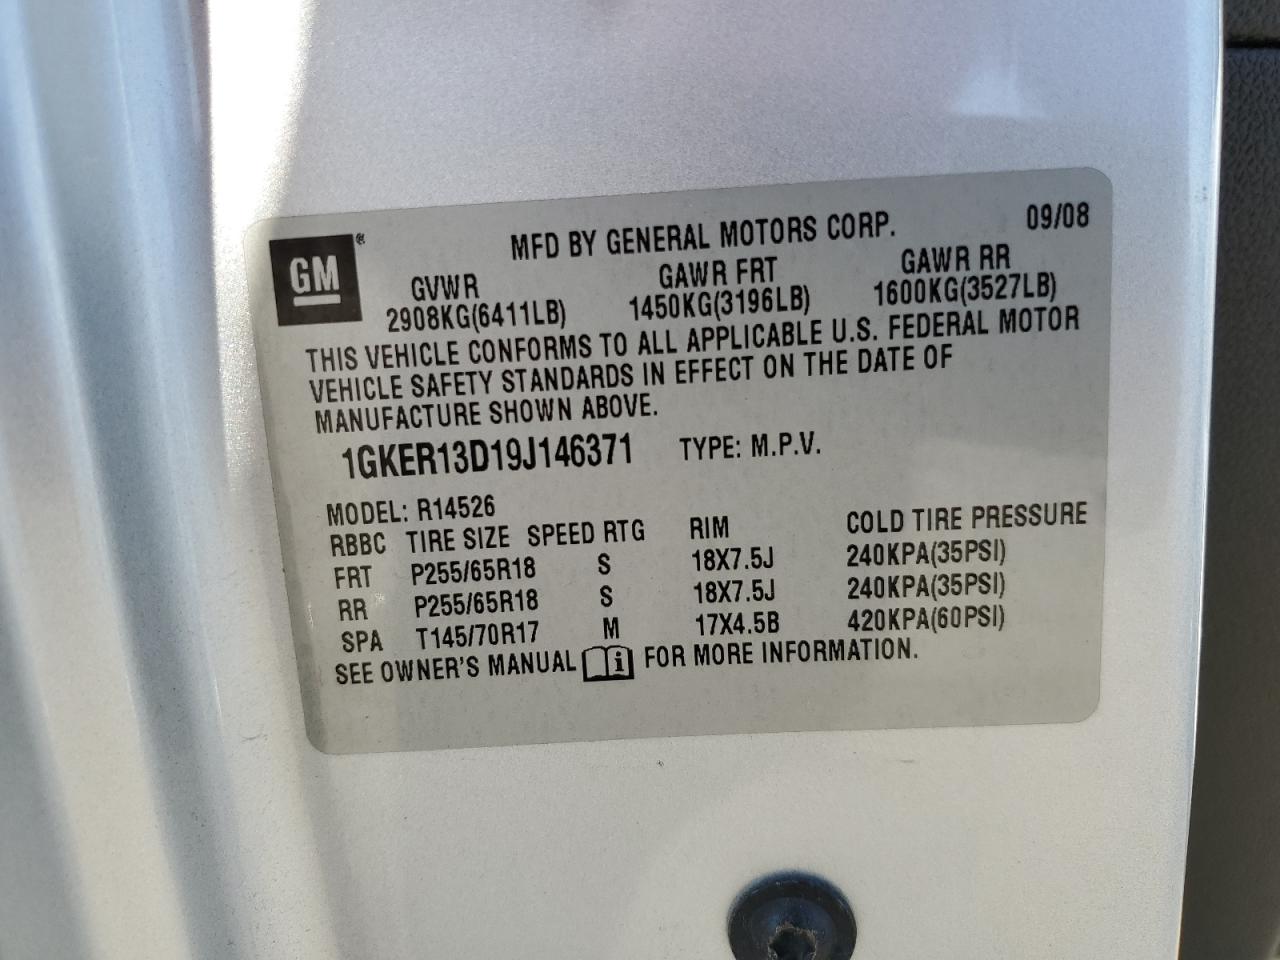 GM® MFD BY GENERAL MOTORS CORP. 09/08
GVWR GAWR FRT GAWR RR
2908KG(6411LB) 1450KG(3196LB) 1600KG(3527LB)
THIS VEHICLE CONFORMS TO ALL APPLICABLE U.S. FEDERAL MOTOR
VEHICLE SAFETY STANDARDS IN EFFECT ON THE DATE OF
MANUFACTURE SHOWN ABOVE.
1GKER13D19J146371 TYPE: M.P.V.
MODEL: R14526
RBBC TIRE SIZE SPEED RTG RIM COLD TIRE PRESSURE
FRT P255/65R18 S 18X7.5J 240KPA(35PSI)
RR P255/65R18 S 18X7.5J 240KPA(35PSI)
SPA T145/70R17 M 17X4.5B 420KPA(60PSI)
SEE OWNER'S MANUAL i FOR MORE INFORMATION.